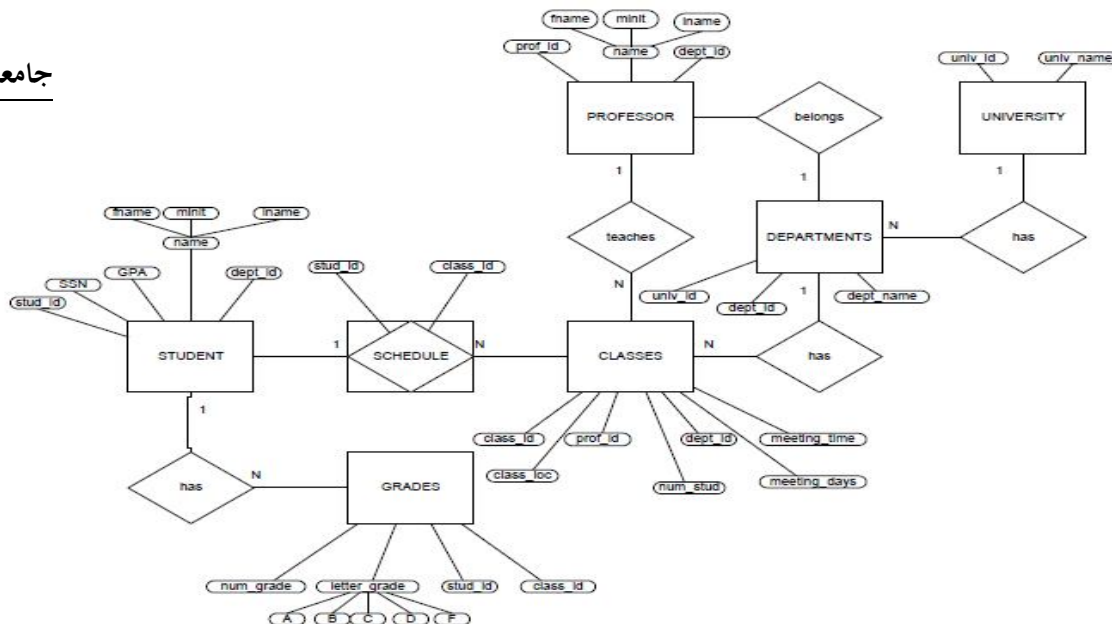 جامع
fname minit lname
prof_id name dept_id
univ_id univ_name
PROFESSOR belongs UNIVERSITY
1 1 1
fname minit lname
name
teaches DEPARTMENTS N has
SSN GPA dept_id stud_id class_id
stud_id
N univ_id dept_id 1 dept_name
STUDENT 1 SCHEDULE N CLASSES N has
1
class_id prof_id dept_id meeting_time
class_loc num_stud meeting_days
has N GRADES
num_grade letter_grade stud_id class_id
A B C D F